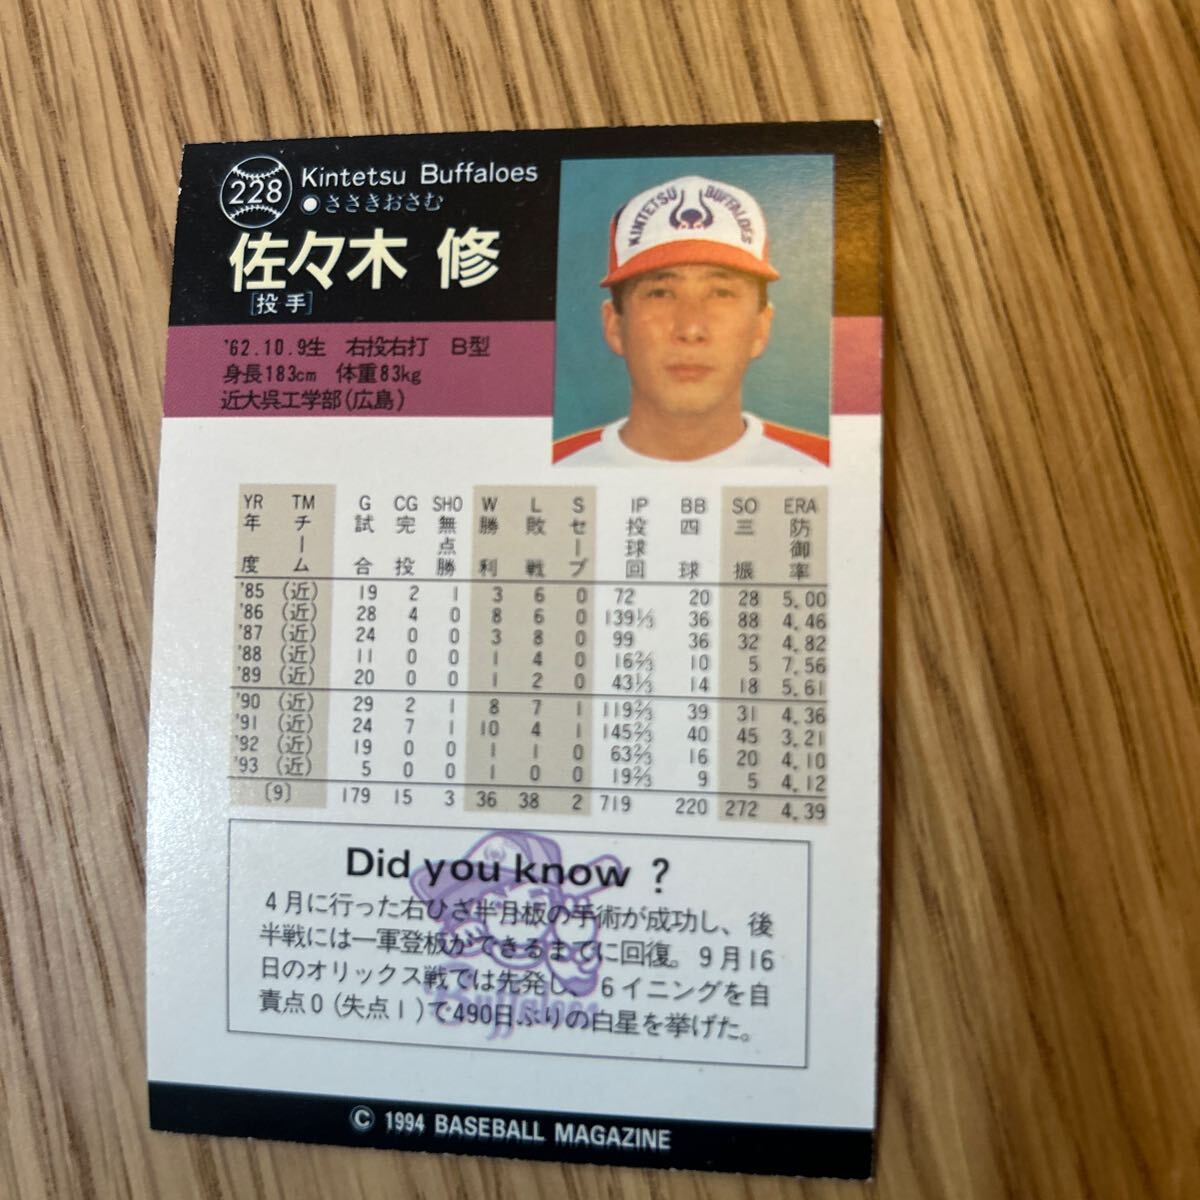 228
Kintetsu Buffaloes
●ささきおさむ
佐々木 修
[投手]
KINTETSU BUFFALOES
'62.10.9生 右投右打 B型
身長183cm 体重83kg
近大呉工学部(広島)
YR TM G CG SHO W L S IP BB SO ERA
年度 チーム 試合 完投 無点勝 勝利 敗戦 セーブ 投球回 四球 三振 防御率
'85 (近) 19 2 1 3 6 0 72 20 28 5.00
'86 (近) 28 4 0 8 6 0 139⅓ 36 88 4.46
'87 (近) 24 0 0 3 8 0 99 36 32 4.82
'88 (近) 11 0 0 1 4 0 16⅔ 10 5 7.56
'89 (近) 20 0 0 1 2 0 43⅓ 14 18 5.61
'90 (近) 29 2 1 8 7 1 119⅔ 39 31 4.36
'91 (近) 24 7 1 10 4 1 145⅔ 40 45 3.21
'92 (近) 19 0 0 1 1 0 63⅔ 16 20 4.10
'93 (近) 5 0 0 1 0 0 19⅔ 9 5 4.12
〔9〕 179 15 3 36 38 2 719 220 272 4.39
Did you know ?
4月に行った右ひざ半月板の手術が成功し、後
半戦には一軍登板ができるまでに回復。9月16
日のオリックス戦では先発し、6イニングを自
責点0(失点1)で490日ぶりの白星を挙げた。
Buffaloes
© 1994 BASEBALL MAGAZINE